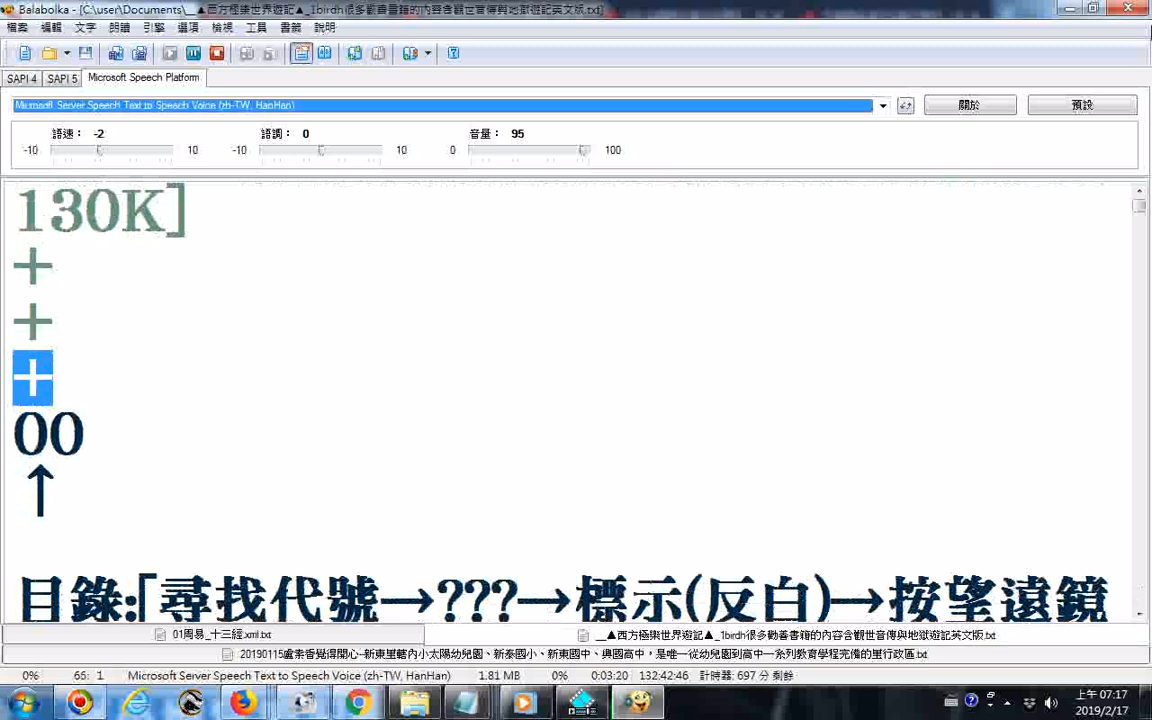 Balabolka - [C:\user\Documents\__▲西方極樂世界遊記▲_1birdh很多勸善書籍的內容含觀世音傳與地獄遊記英文版.txt]
檔案 編輯 文字 朗讀 引擎 選項 檢視 工具 書籤 說明
SAPI 4 SAPI 5 Microsoft Speech Platform
Microsoft Server Speech Text to Speech Voice (zh-TW, HanHan)
關於 預設
語速： -2 語調： 0 音量： 95
-10 10 -10 10 0 100
130K]
+
+
+
00
↑
目錄:「尋找代號→???→標示(反白)→按望遠鏡
01周易_十三經.xml.txt __▲西方極樂世界遊記▲_1birdh很多勸善書籍的內容含觀世音傳與地獄遊記英文版.txt
20190115盧素香覺得開心--新東里轄內小太陽幼兒園、新泰國小、新東國中、興國高中，是唯一從幼兒園到高中一系列教育學程完備的里行政區.txt
0% 65: 1 Microsoft Server Speech Text to Speech Voice (zh-TW, HanHan) 1.81 MB 0% 0:03:20 132:42:46 計時器: 697 分 剩餘
上午 07:17
2019/2/17